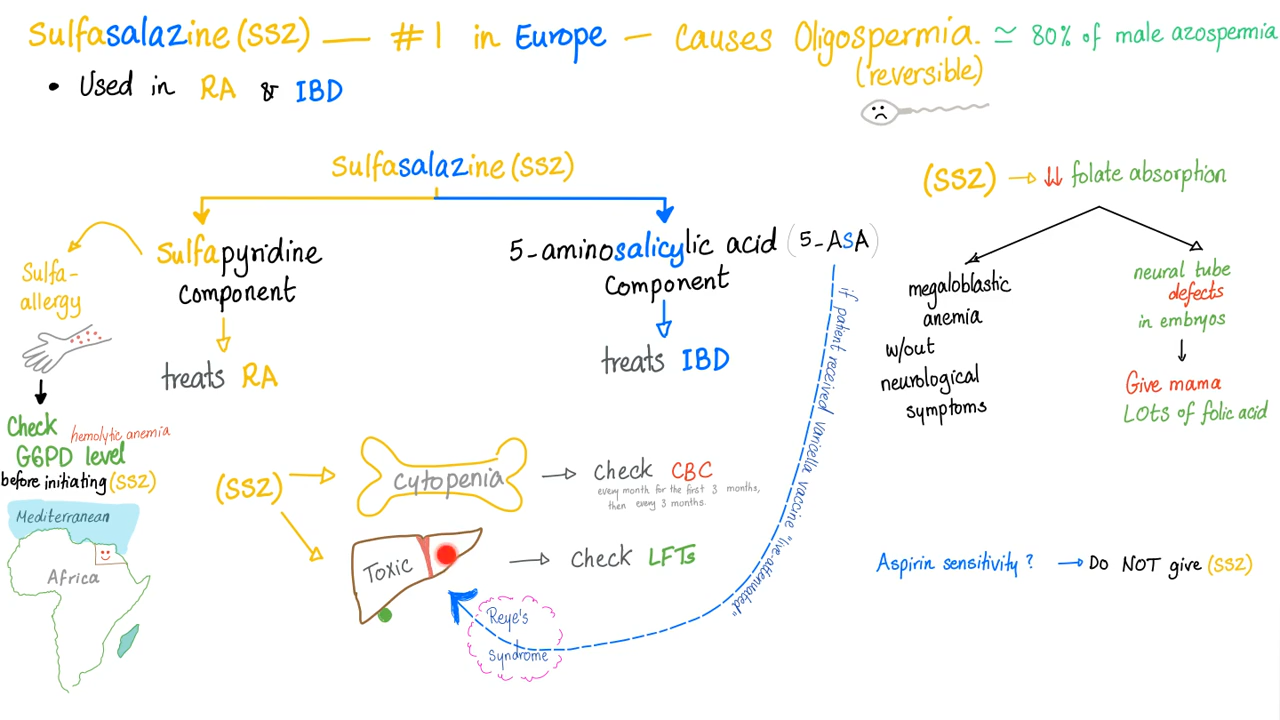 Sulfasalazine (SSZ) — #1 in Europe — Causes Oligospermia. ≃ 80% of male azospermia
(reversible)
• Used in RA & IBD
Sulfasalazine (SSZ)
Sulfapyridine
component
treats RA
Sulfa-
allergy
Check
hemolytic anemia
G6PD level
before initiating (SSZ)
Mediterranean
Africa
5-aminosalicylic acid (5-ASA)
Component
treats IBD
if patient received varicella vaccine "live-attenuated"
(SSZ) → ↓↓ folate absorption
megaloblastic
anemia
w/out
neurological
symptoms
neural tube
defects
in embryos
↓
Give mama
LOTs of folic acid
(SSZ)
Cytopenia
→ Check CBC
every month for the first 3 months,
then every 3 months.
Toxic
→ Check LFTs
Reye's
Syndrome
Aspirin sensitivity? → Do NOT give (SSZ)